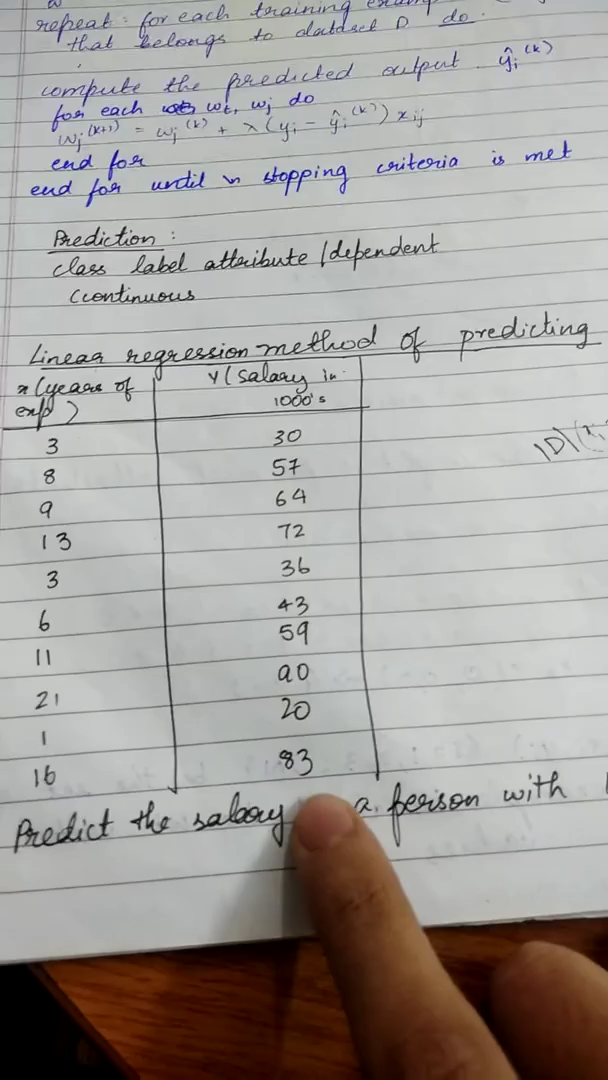 repeat : for each training
that belongs to dataset D do
compute the predicted output ŷi^(k)
for each wj do
wj^(k+1) = wj^(k) + λ(yi - ŷi^(k)) xij
end for
end for until stopping criteria is met
Prediction :
class label attribute / dependent
(continuous
Linear regression method of predicting
x (years of exp) Y (Salary in 1000's
3 30
8 57
9 64
13 72
3 36
6 43
11 59
21 90
1 20
16 83
|D|
Predict the salary a person with